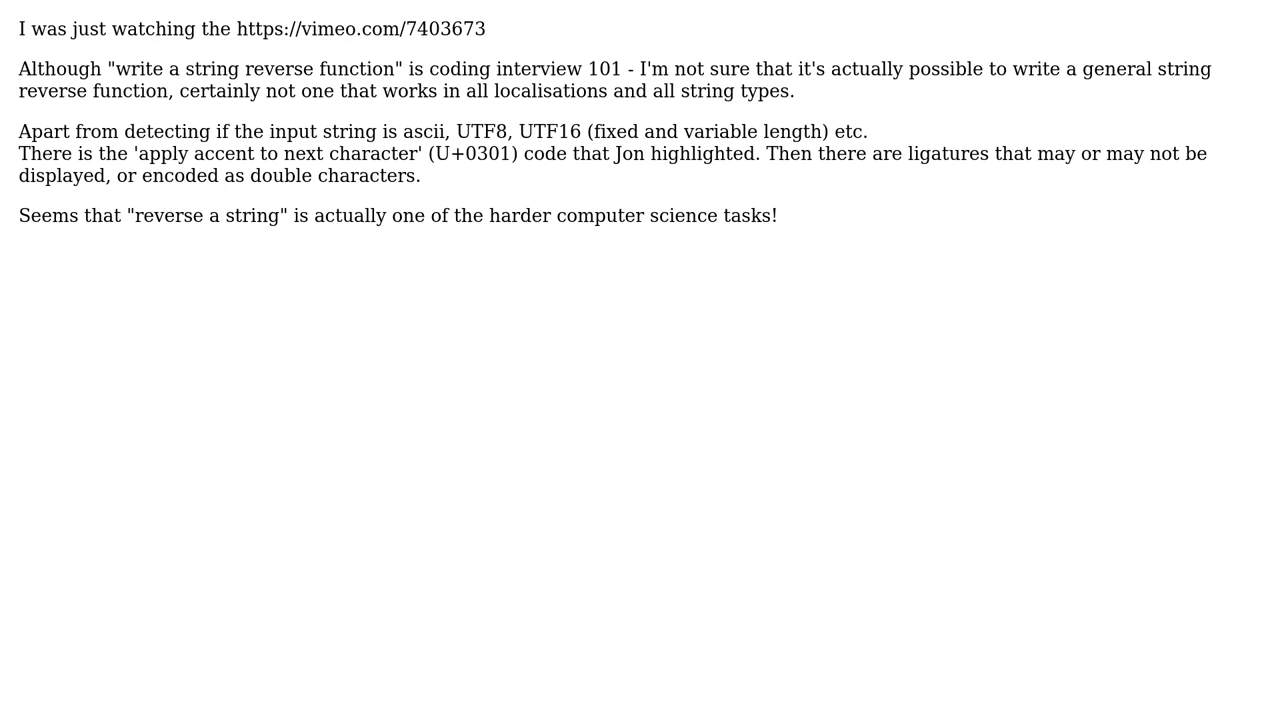 I was just watching the https://vimeo.com/7403673
Although "write a string reverse function" is coding interview 101 - I'm not sure that it's actually possible to write a general string
reverse function, certainly not one that works in all localisations and all string types.
Apart from detecting if the input string is ascii, UTF8, UTF16 (fixed and variable length) etc.
There is the 'apply accent to next character' (U+0301) code that Jon highlighted. Then there are ligatures that may or may not be
displayed, or encoded as double characters.
Seems that "reverse a string" is actually one of the harder computer science tasks!